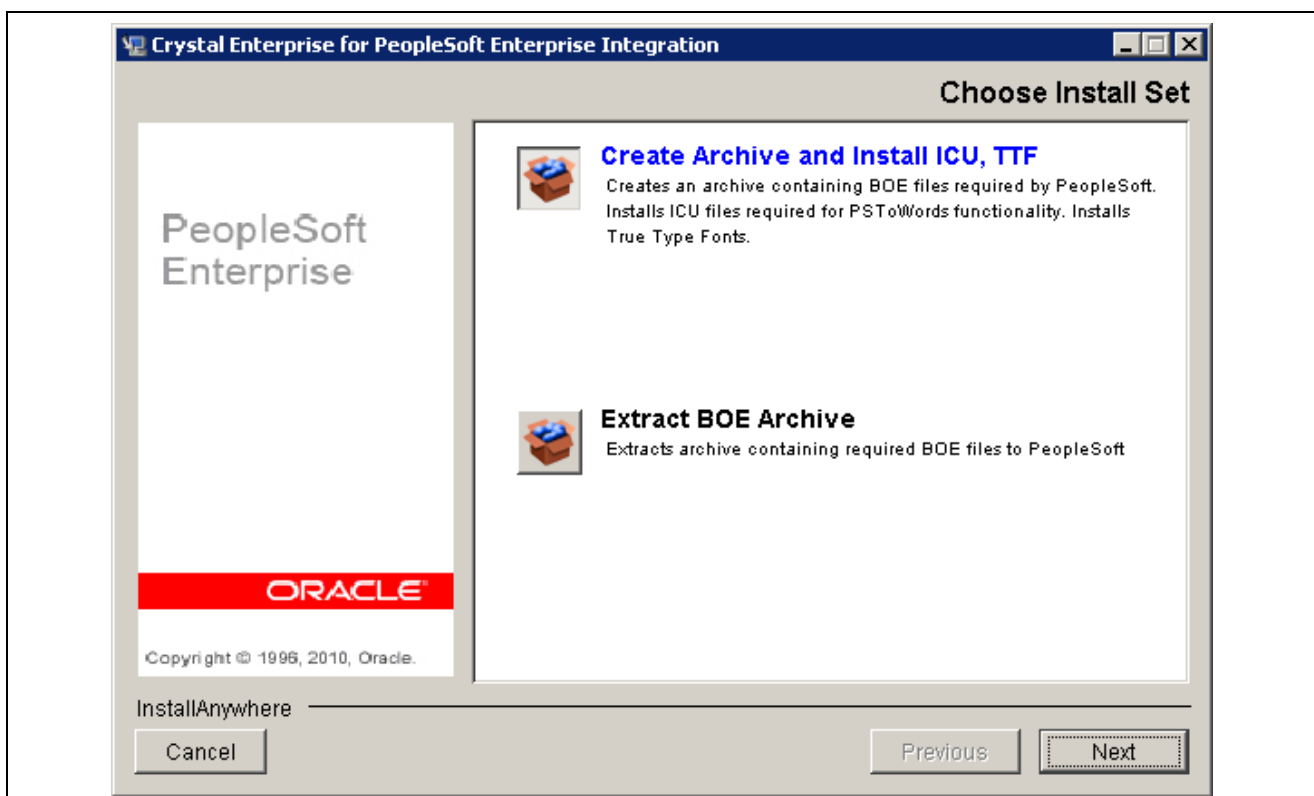 Crystal Enterprise for PeopleSoft Enterprise Integration
Choose Install Set
PeopleSoft
Enterprise
ORACLE
Copyright © 1996, 2010, Oracle.
Create Archive and Install ICU, TTF
Creates an archive containing BOE files required by PeopleSoft.
Installs ICU files required for PSToWords functionality. Installs
True Type Fonts.
Extract BOE Archive
Extracts archive containing required BOE files to PeopleSoft
InstallAnywhere
Cancel
Previous
Next